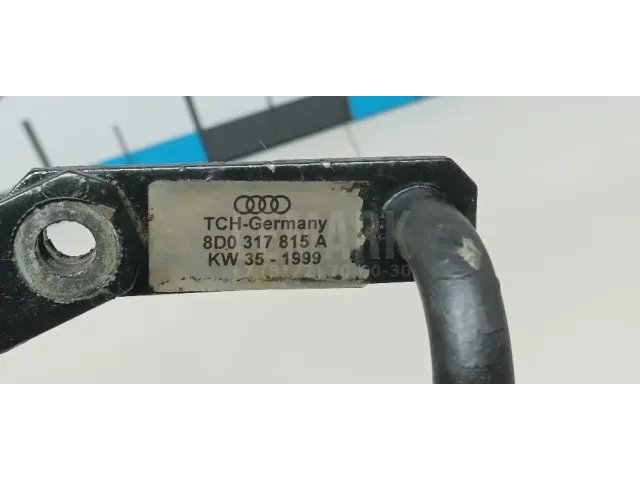 TCH-Germany
8D0 317 815 A
KW 35 - 1999